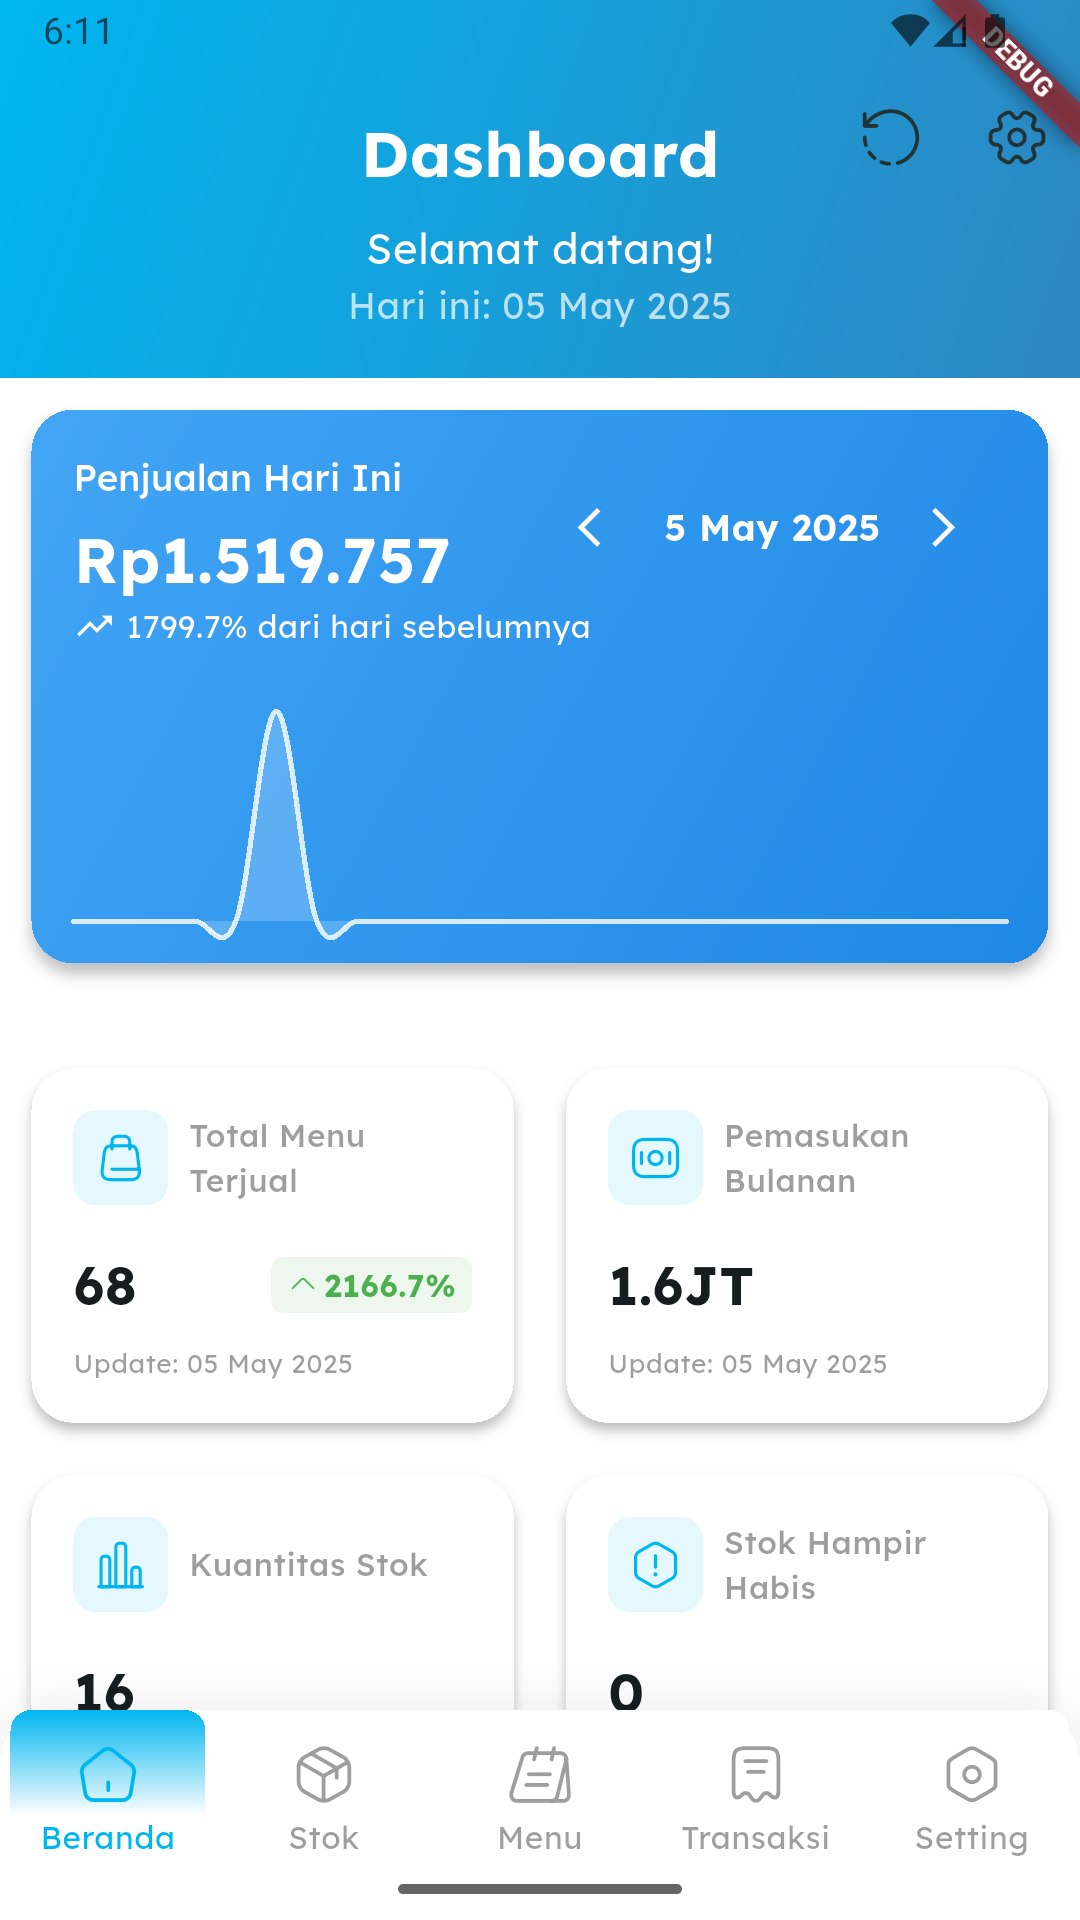 6:11
DEBUG
Dashboard
Selamat datang!
Hari ini: 05 May 2025
Penjualan Hari Ini
Rp1.519.757
5 May 2025
1799.7% dari hari sebelumnya
Total Menu
Terjual
68
2166.7%
Update: 05 May 2025
Pemasukan
Bulanan
1.6JT
Update: 05 May 2025
Kuantitas Stok
16
Stok Hampir
Habis
0
Beranda
Stok
Menu
Transaksi
Setting